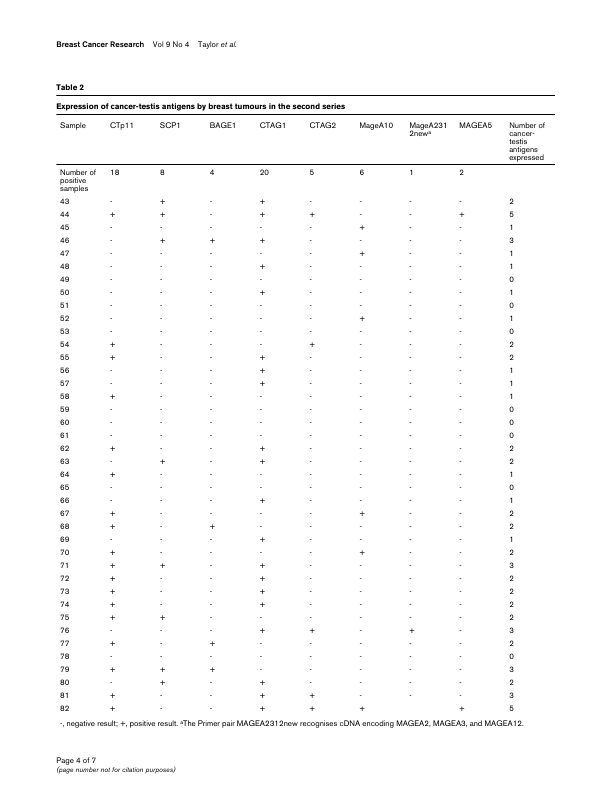 Breast Cancer Research Vol 9 No 4 Taylor et al.
Table 2
Expression of cancer-testis antigens by breast tumours in the second series
Sample CTp11 SCP1 BAGE1 CTAG1 CTAG2 MageA10 MageA231 2newᵃ MAGEA5 Number of cancer-testis antigens expressed
Number of positive samples 18 8 4 20 5 6 1 2
43 - + - + - - - - 2
44 + + - + + - - + 5
45 - - - - - + - - 1
46 - + + + - - - - 3
47 - - - - - + - - 1
48 - - - + - - - - 1
49 - - - - - - - - 0
50 - - - + - - - - 1
51 - - - - - - - - 0
52 - - - - - + - - 1
53 - - - - - - - - 0
54 + - - - + - - - 2
55 + - - + - - - - 2
56 - - - + - - - - 1
57 - - - + - - - - 1
58 + - - - - - - - 1
59 - - - - - - - - 0
60 - - - - - - - - 0
61 - - - - - - - - 0
62 + - - + - - - - 2
63 - + - + - - - - 2
64 + - - - - - - - 1
65 - - - - - - - - 0
66 - - - + - - - - 1
67 + - - - - + - - 2
68 + - + - - - - - 2
69 - - - + - - - - 1
70 + - - - - + - - 2
71 + + - + - - - - 3
72 + - - + - - - - 2
73 + - - + - - - - 2
74 + - - + - - - - 2
75 + + - - - - - - 2
76 - - - + + - + - 3
77 + - + - - - - - 2
78 - - - - - - - - 0
79 + + + - - - - - 3
80 - + - + - - - - 2
81 + - - + + - - - 3
82 + - - + + + - + 5
-, negative result; +, positive result. ᵃThe Primer pair MAGEA2312new recognises cDNA encoding MAGEA2, MAGEA3, and MAGEA12.
Page 4 of 7
(page number not for citation purposes)